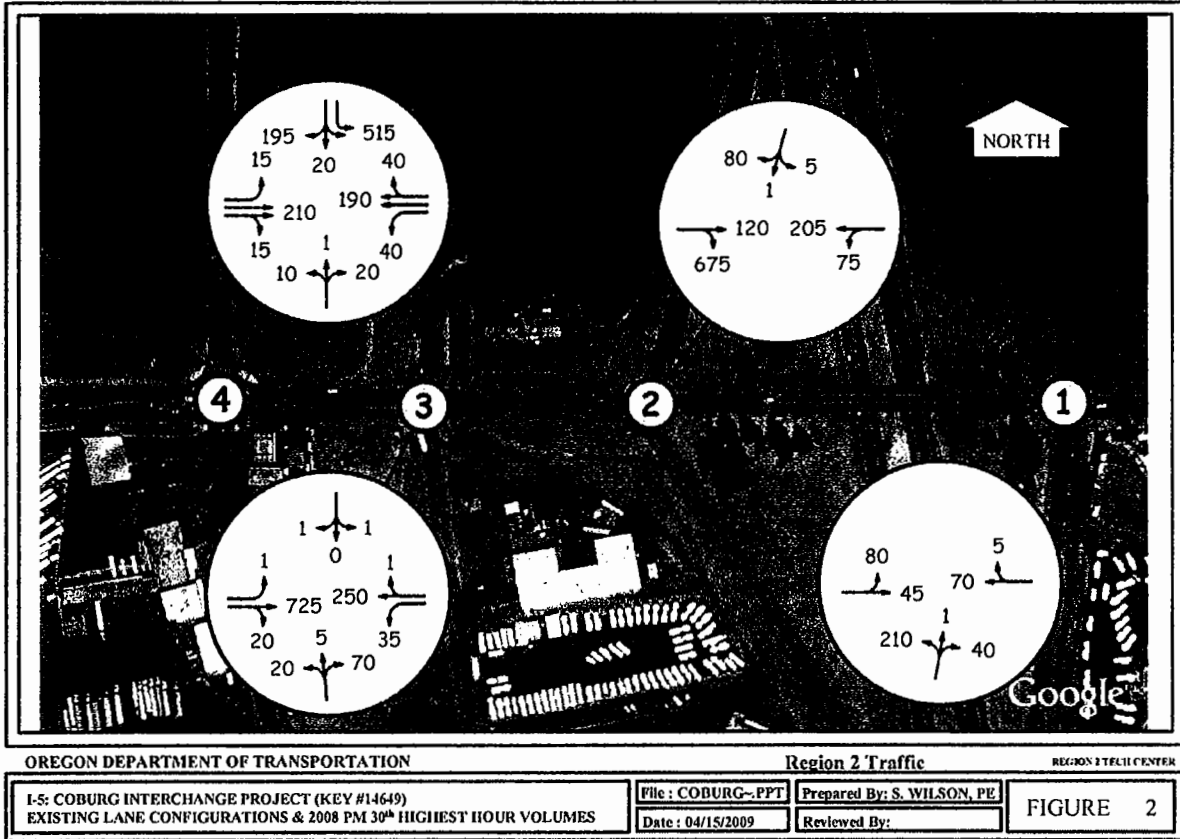 195 515
15 20 40
210 190
15 1 40
10 20
80 5
1
120 205
675 75
NORTH
4 3 2 1
1 1
1 0 1
725 250
20 5 35
20 70
80 5
45 70
1
210 40
Google
OREGON DEPARTMENT OF TRANSPORTATION Region 2 Traffic REGION 2 TECH CENTER
I-5: COBURG INTERCHANGE PROJECT (KEY #14649)
EXISTING LANE CONFIGURATIONS & 2008 PM 30th HIGHEST HOUR VOLUMES
File : COBURG~.PPT
Date : 04/15/2009
Prepared By: S. WILSON, PE
Reviewed By:
FIGURE 2